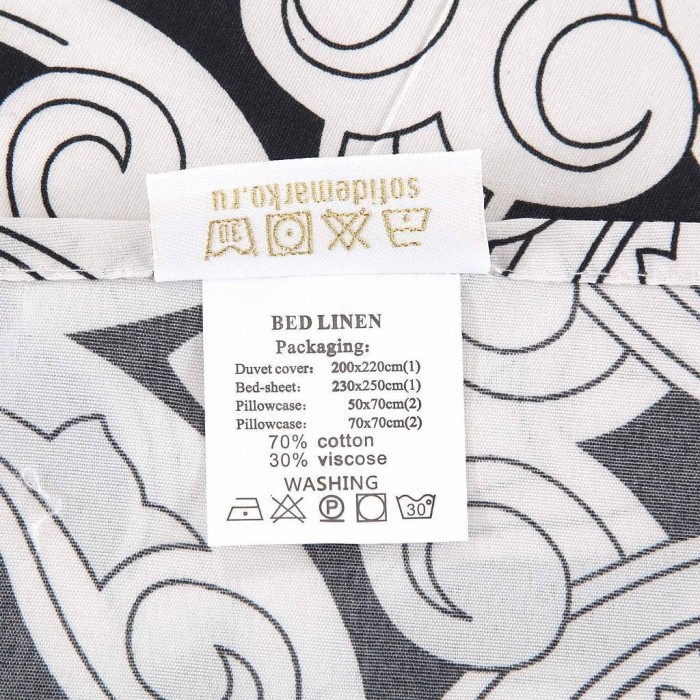 sofidemarko.ru
30
BED LINEN
Packaging:
Duvet cover: 200x220cm(1)
Bed-sheet: 230x250cm(1)
Pillowcase: 50x70cm(2)
Pillowcase: 70x70cm(2)
70% cotton
30% viscose
WASHING
P 30°